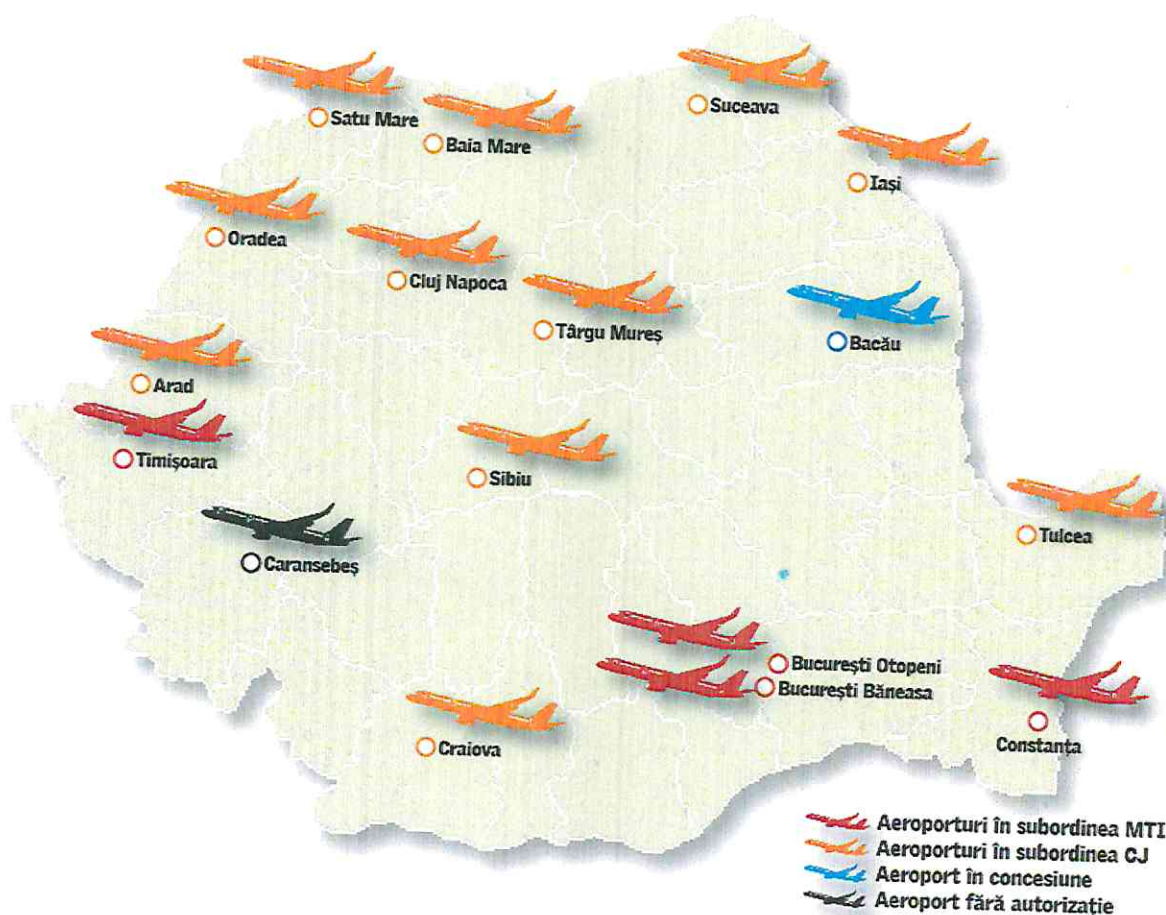 Satu Mare
Suceava
Baia Mare
Iași
Oradea
Cluj Napoca
Târgu Mureș
Bacău
Arad
Timișoara
Sibiu
Tulcea
Caransebeș
București Otopeni
București Băneasa
Craiova
Constanța
Aeroporturi în subordinea MTI
Aeroporturi în subordinea CJ
Aeroport în concesiune
Aeroport fără autorizație